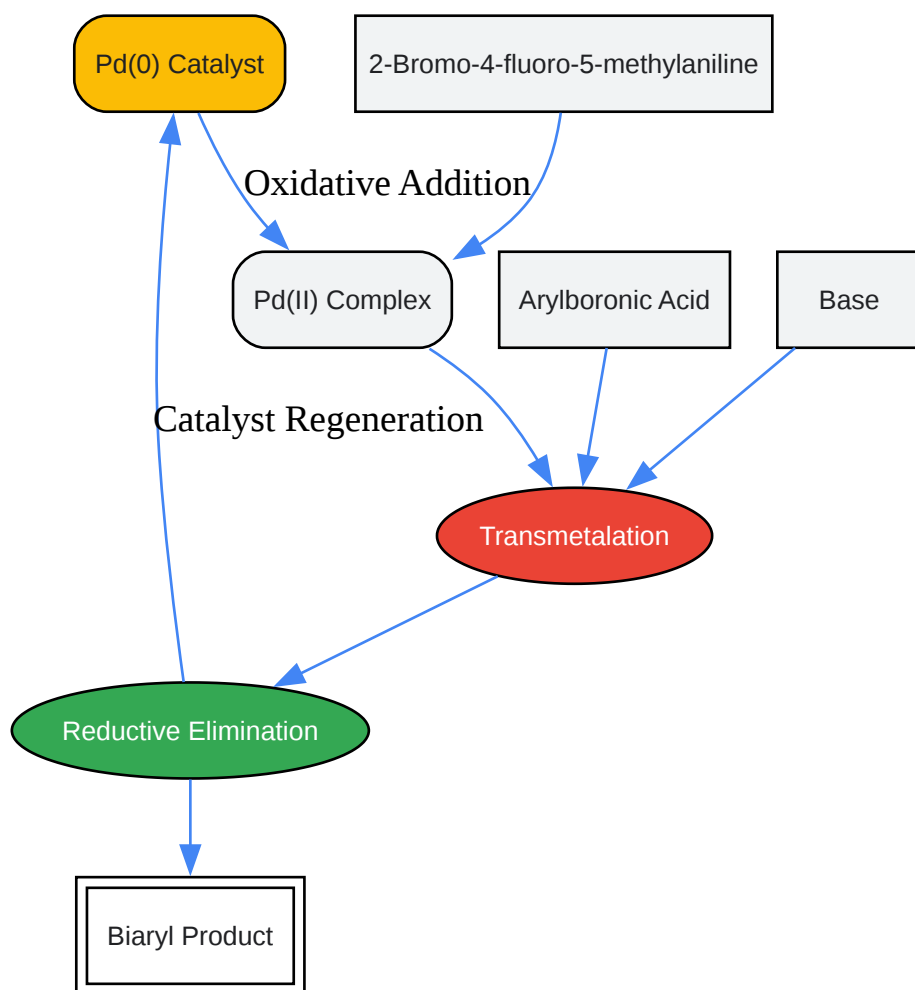 Pd(0) Catalyst
2-Bromo-4-fluoro-5-methylaniline
Oxidative Addition
Pd(II) Complex
Arylboronic Acid
Base
Catalyst Regeneration
Transmetalation
Reductive Elimination
Biaryl Product